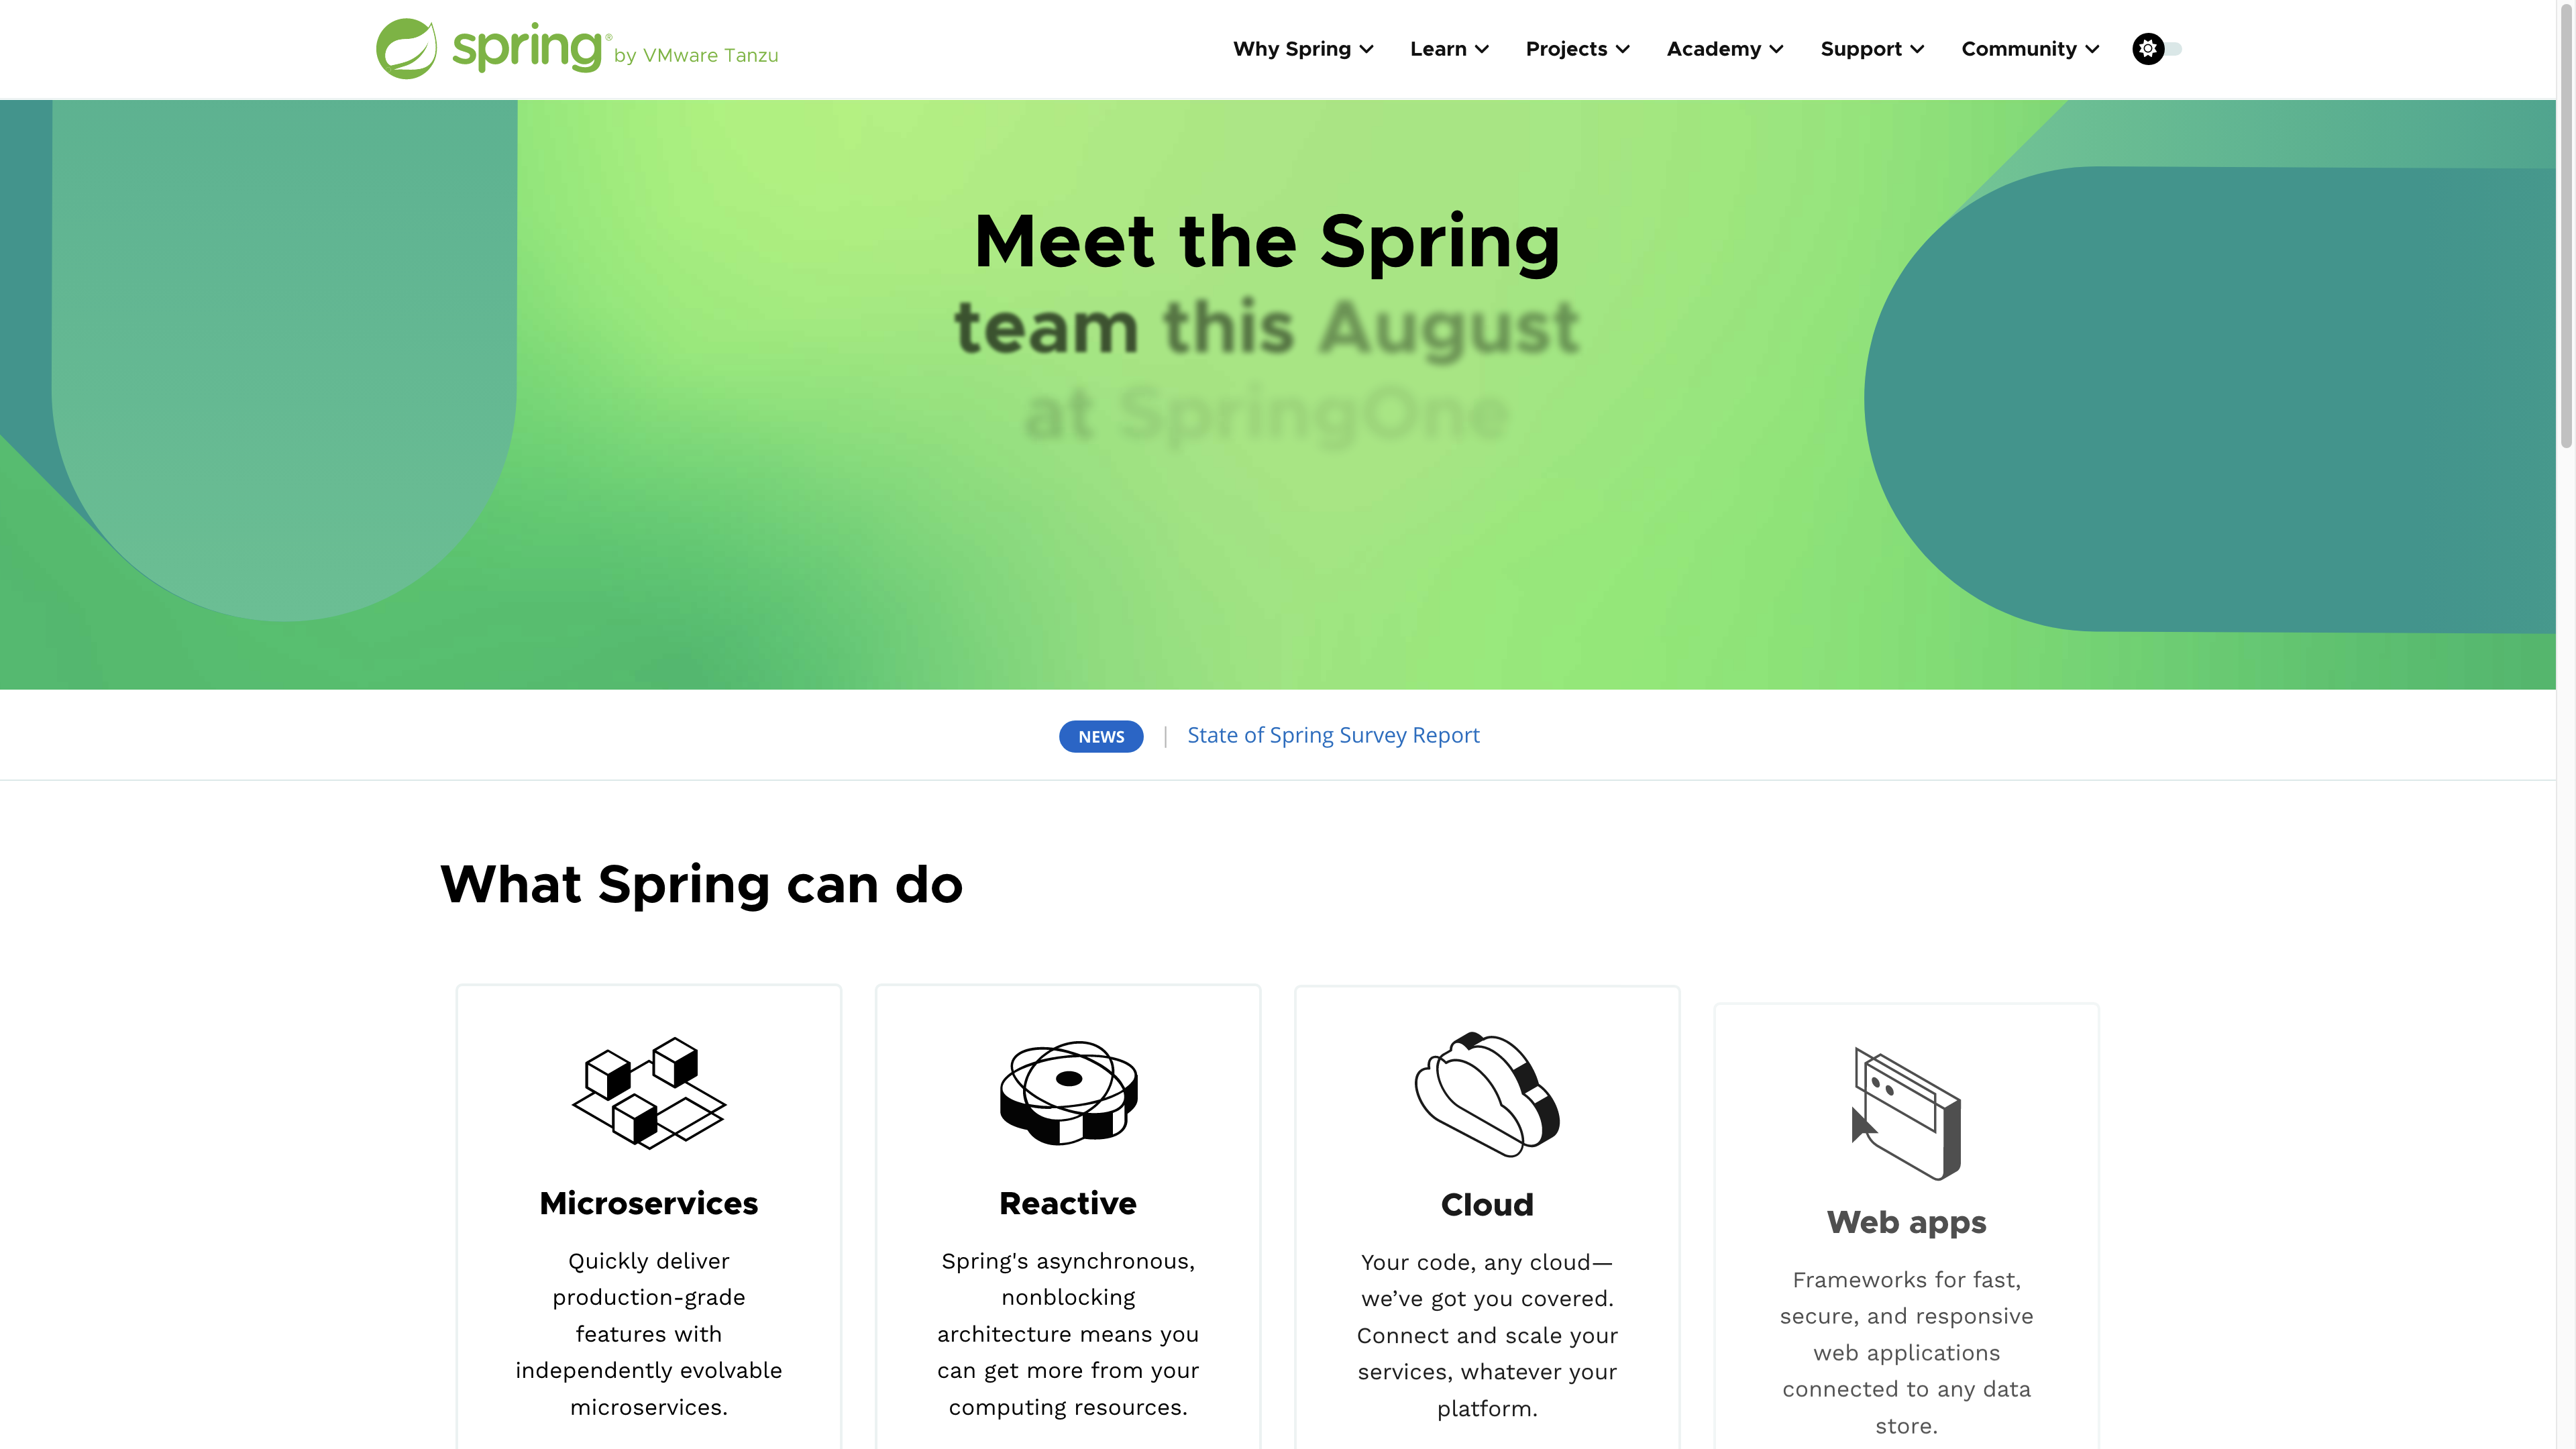 spring® by VMware Tanzu
Why Spring
Learn
Projects
Academy
Support
Community
Meet the Spring
team this August
at SpringOne
NEWS | State of Spring Survey Report
What Spring can do
Microservices
Quickly deliver
production-grade
features with
independently evolvable
microservices.
Reactive
Spring's asynchronous,
nonblocking
architecture means you
can get more from your
computing resources.
Cloud
Your code, any cloud—
we’ve got you covered.
Connect and scale your
services, whatever your
platform.
Web apps
Frameworks for fast,
secure, and responsive
web applications
connected to any data
store.